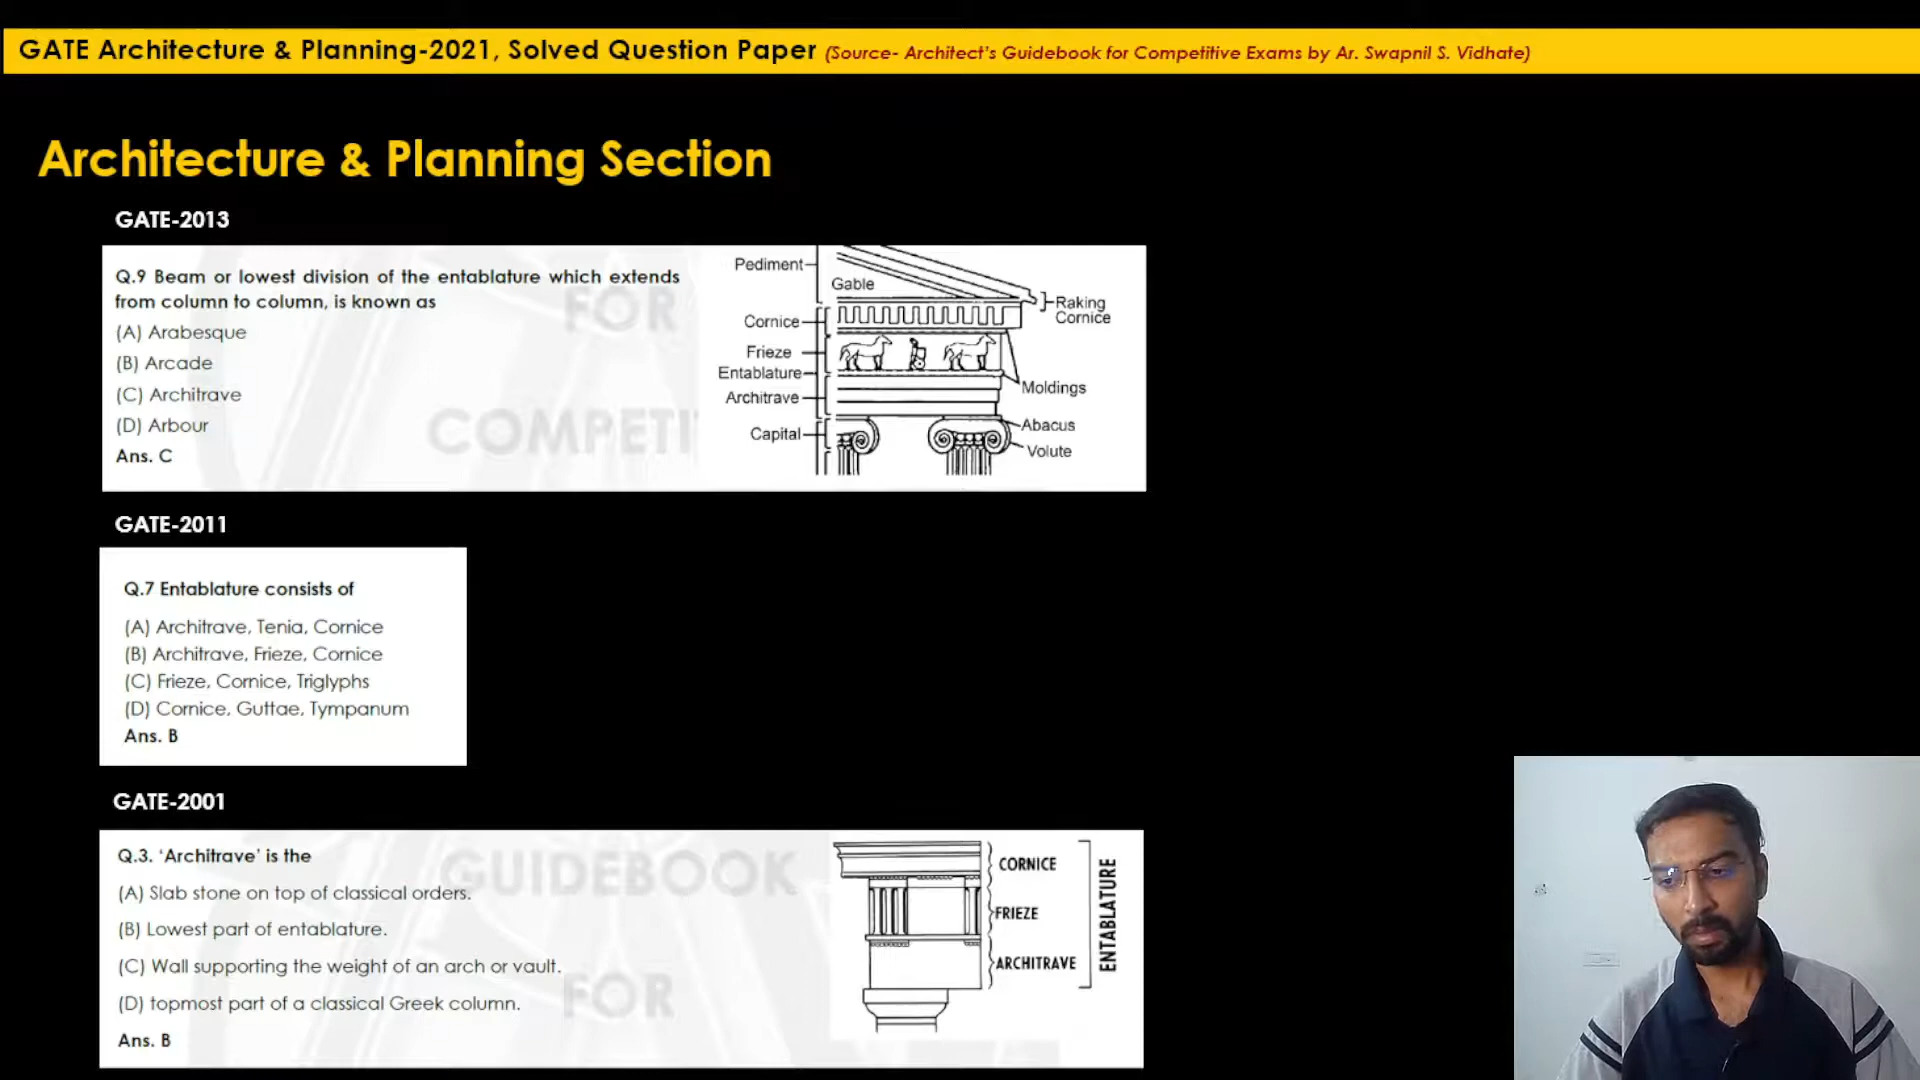 GATE Architecture & Planning-2021, Solved Question Paper (Source- Architect's Guidebook for Competitive Exams by Ar. Swapnil S. Vidhate)
Architecture & Planning Section
GATE-2013
Q.9 Beam or lowest division of the entablature which extends
from column to column, is known as
(A) Arabesque
(B) Arcade
(C) Architrave
(D) Arbour
Ans. C
FOR
COMPETI
Pediment
Gable
Raking
Cornice
Cornice
Frieze
Entablature
Moldings
Architrave
Abacus
Capital
Volute
GATE-2011
Q.7 Entablature consists of
(A) Architrave, Tenia, Cornice
(B) Architrave, Frieze, Cornice
(C) Frieze, Cornice, Triglyphs
(D) Cornice, Guttae, Tympanum
Ans. B
GATE-2001
Q.3. 'Architrave' is the
(A) Slab stone on top of classical orders.
(B) Lowest part of entablature.
(C) Wall supporting the weight of an arch or vault.
(D) topmost part of a classical Greek column.
Ans. B
GUIDEBOOK
FOR
CORNICE
FRIEZE
ARCHITRAVE
ENTABLATURE